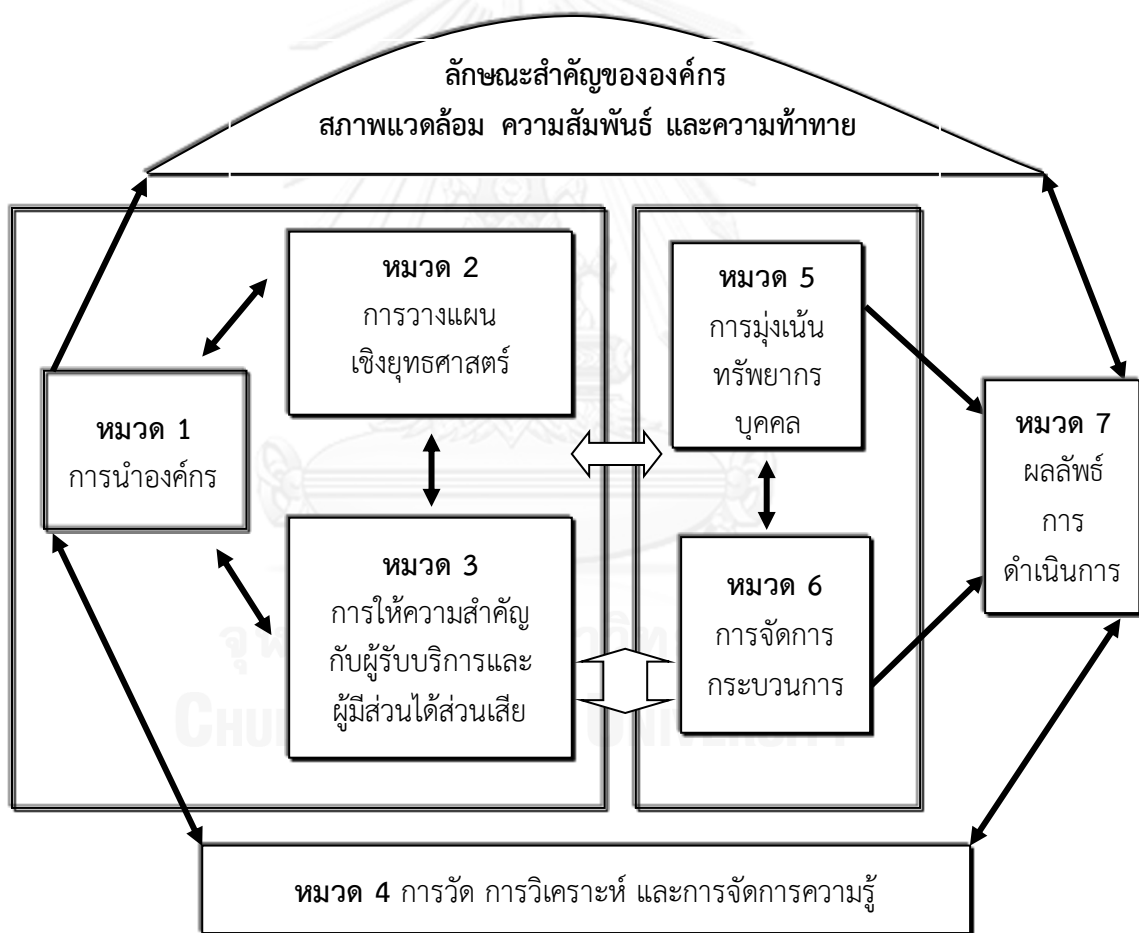 ลักษณะสำคัญขององค์กร
สภาพแวดล้อม ความสัมพันธ์ และความท้าทาย
หมวด 2
การวางแผน
เชิงยุทธศาสตร์
หมวด 5
การมุ่งเน้น
ทรัพยากร
บุคคล
หมวด 1
การนำองค์กร
หมวด 7
ผลลัพธ์
การ
ดำเนินการ
หมวด 3
การให้ความสำคัญ
กับผู้รับบริการและ
ผู้มีส่วนได้ส่วนเสีย
หมวด 6
การจัดการ
กระบวนการ
หมวด 4 การวัด การวิเคราะห์ และการจัดการความรู้